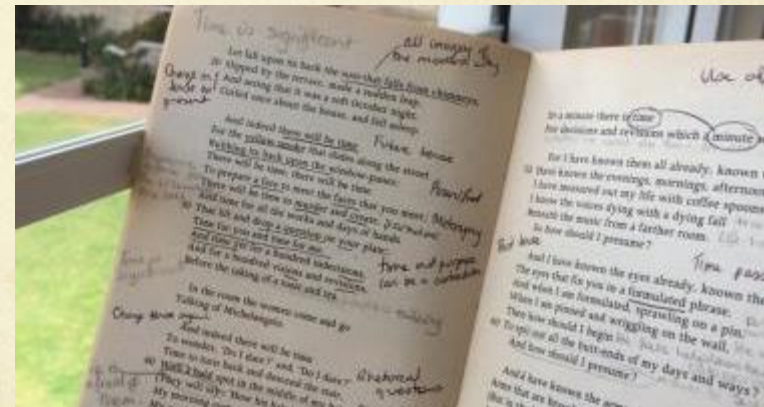 Time is significant
all imagery of
the modern day
Let fall upon its back the soot that falls from chimneys,
Slipped by the terrace, made a sudden leap,
And seeing that it was a soft October night,
Curled once about the house, and fell asleep.
Change in
tense to
present
And indeed there will be time
Future tense
For the yellow smoke that slides along the street
Rubbing its back upon the window-panes;
There will be time, there will be time
To prepare a face to meet the faces that you meet;
There will be time to murder and create,
And time for all the works and days of hands
That lift and drop a question on your plate;
Time for you and time for me,
And time yet for a hundred indecisions,
And for a hundred visions and revisions,
Before the taking of a toast and tea.
Metonymy
Time and purpose
can be a
In the room the women come and go
Talking of Michelangelo.
Change tense again
And indeed there will be time
To wonder, 'Do I dare?' and, 'Do I dare?'
Time to turn back and descend the stair,
With a bald spot in the middle of my
(They will say: 'How his
My morning
Rhetorical
questions
Use of
In a minute there is time
For decisions and revisions which a minute
For I have known them all already, known
Have known the evenings, mornings,
I have measured out my life with coffee spoons
I know the voices dying with a dying fall
Beneath the music from a farther room.
So how should I presume?
Past tense
Time
And I have known the eyes already, known
The eyes that fix you in a formulated phrase,
And when I am formulated, sprawling on a pin,
When I am pinned and wriggling on the wall,
Then how should I begin
To spit out all the butt-ends of my days and ways?
And how should I presume?
And I have known the
Arms that are